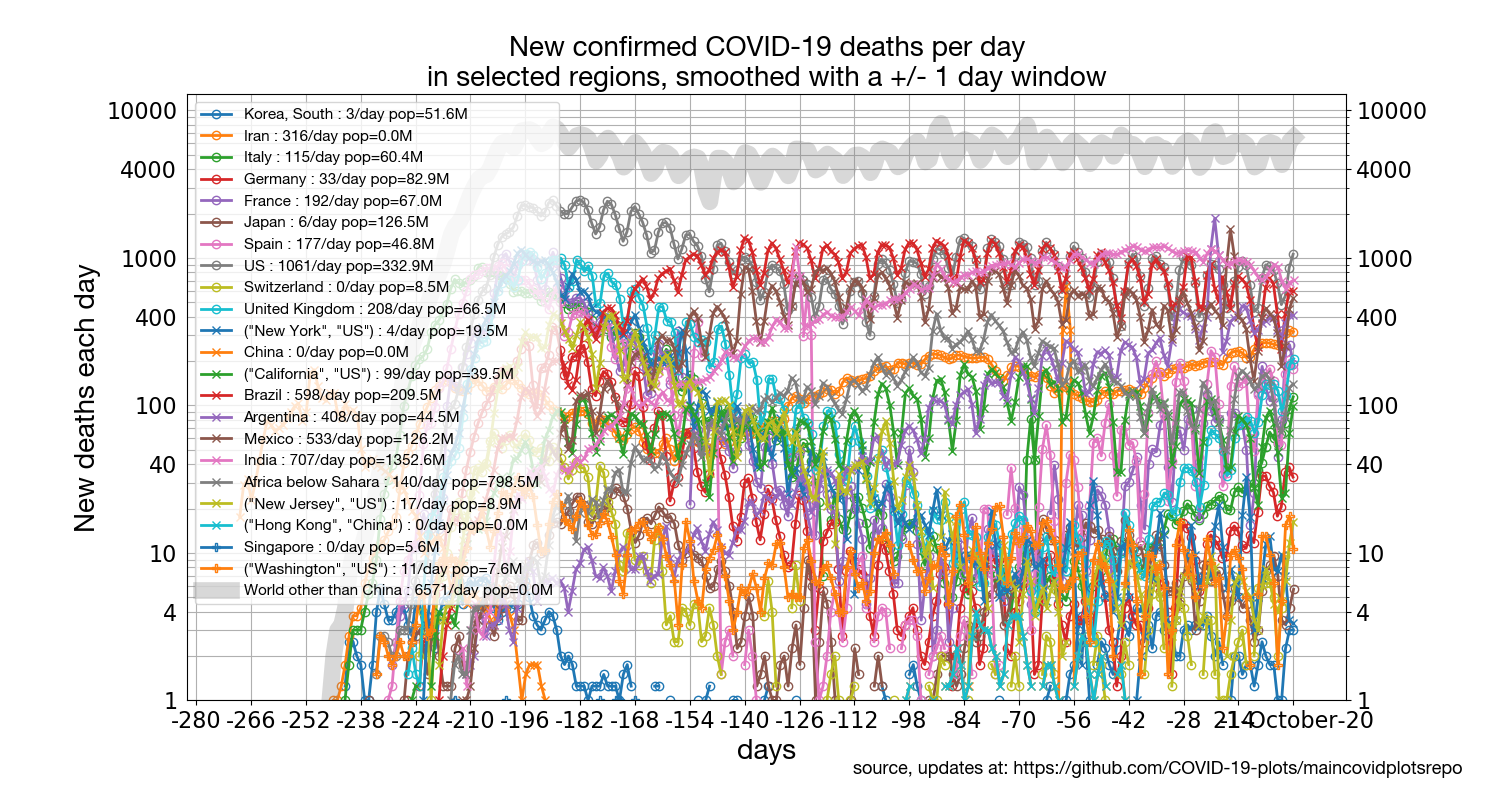 New confirmed COVID-19 deaths per day
in selected regions, smoothed with a +/- 1 day window
New deaths each day
10000
4000
1000
400
100
40
10
4
1
Korea, South : 3/day pop=51.6M
Iran : 316/day pop=0.0M
Italy : 115/day pop=60.4M
Germany : 33/day pop=82.9M
France : 192/day pop=67.0M
Japan : 6/day pop=126.5M
Spain : 177/day pop=46.8M
US : 1061/day pop=332.9M
Switzerland : 0/day pop=8.5M
United Kingdom : 208/day pop=66.5M
("New York", "US") : 4/day pop=19.5M
China : 0/day pop=0.0M
("California", "US") : 99/day pop=39.5M
Brazil : 598/day pop=209.5M
Argentina : 408/day pop=44.5M
Mexico : 533/day pop=126.2M
India : 707/day pop=1352.6M
Africa below Sahara : 140/day pop=798.5M
("New Jersey", "US") : 17/day pop=8.9M
("Hong Kong", "China") : 0/day pop=0.0M
Singapore : 0/day pop=5.6M
("Washington", "US") : 11/day pop=7.6M
World other than China : 6571/day pop=0.0M
10000
4000
1000
400
100
40
10
4
1
-280 -266 -252 -238 -224 -210 -196 -182 -168 -154 -140 -126 -112 -98 -84 -70 -56 -42 -28 -14 October-20
days
source, updates at: https://github.com/COVID-19-plots/maincovidplotsrepo